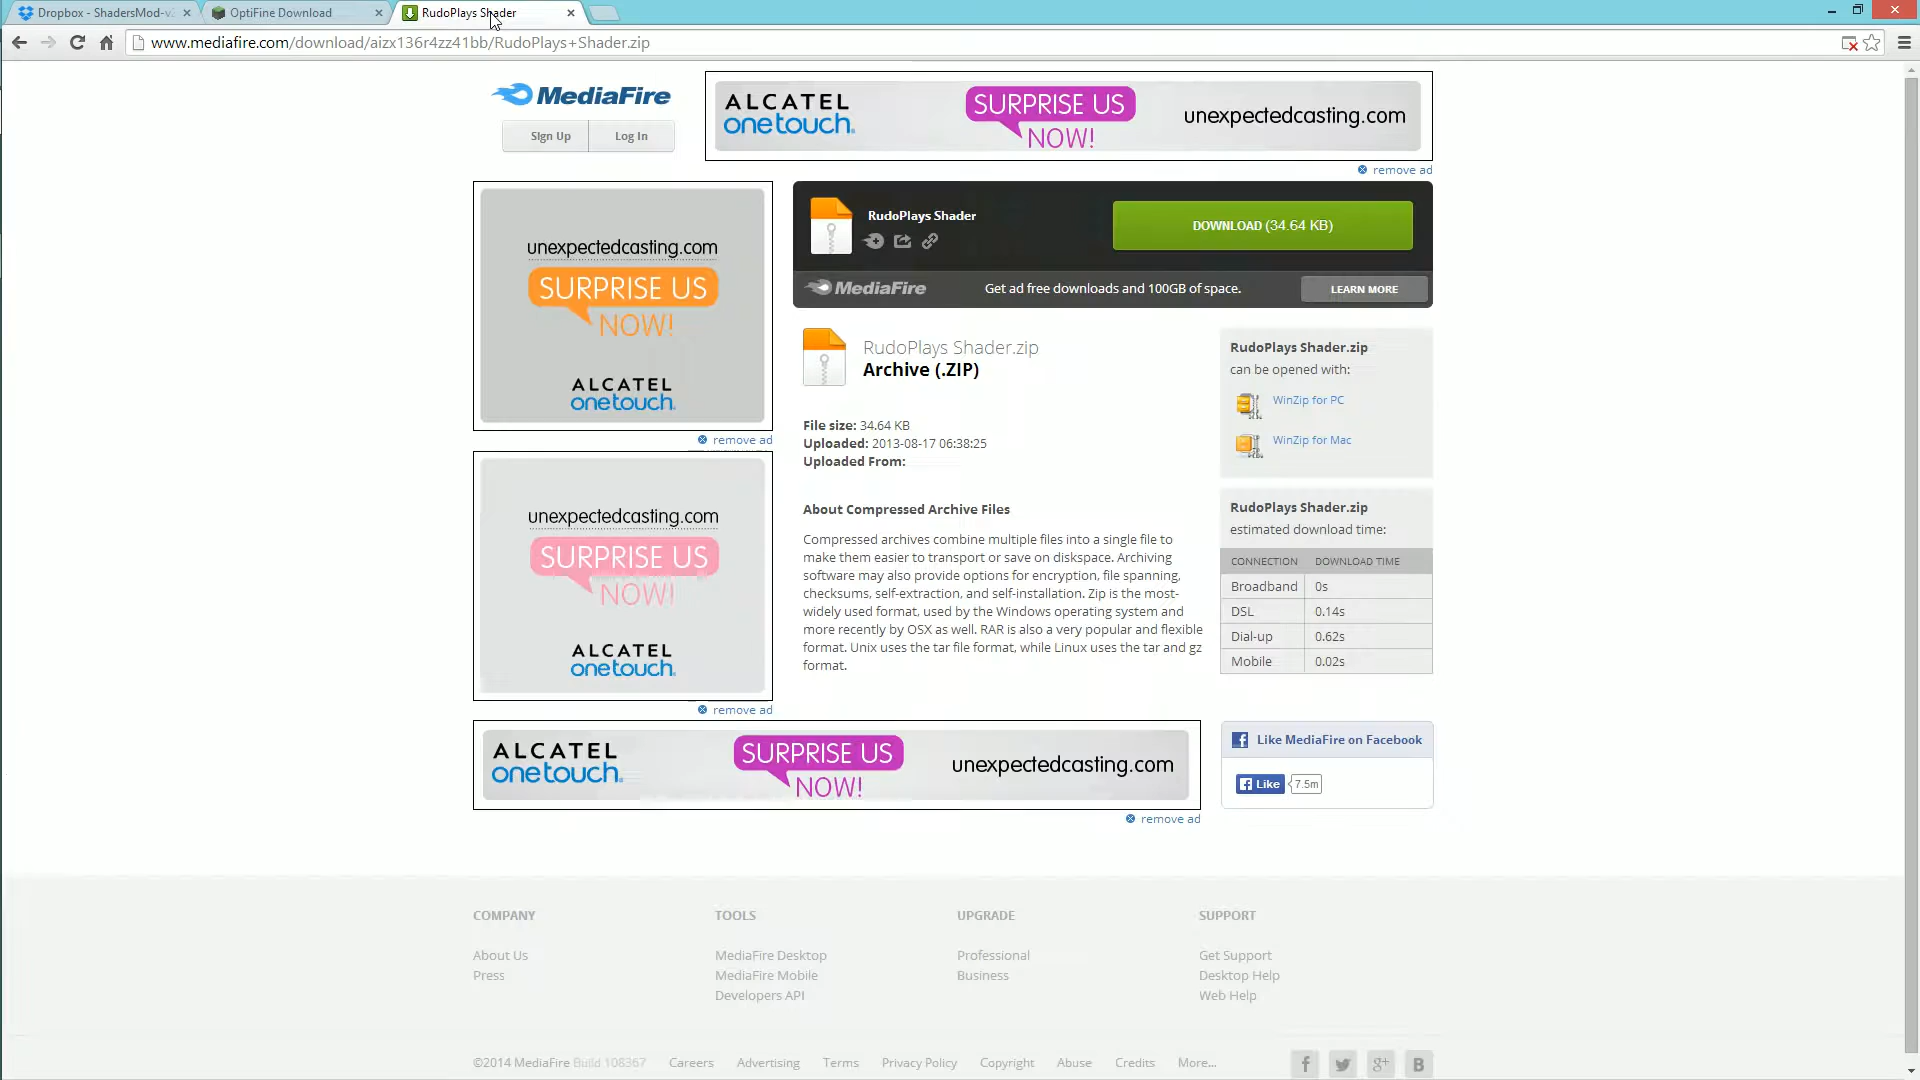 Dropbox - ShadersMod-v
OptiFine Download
RudoPlays Shader
www.mediafire.com/download/aizx136r4zz41bb/RudoPlays+Shader.zip
MediaFire
Sign Up
Log In
ALCATEL
onetouch.
SURPRISE US
NOW!
unexpectedcasting.com
remove ad
unexpectedcasting.com
SURPRISE US
NOW!
ALCATEL
onetouch.
remove ad
RudoPlays Shader
DOWNLOAD (34.64 KB)
MediaFire
Get ad free downloads and 100GB of space.
LEARN MORE
RudoPlays Shader.zip
Archive (.ZIP)
File size: 34.64 KB
Uploaded: 2013-08-17 06:38:25
Uploaded From:
About Compressed Archive Files
Compressed archives combine multiple files into a single file to
make them easier to transport or save on diskspace. Archiving
software may also provide options for encryption, file spanning,
checksums, self-extraction, and self-installation. Zip is the most-
widely used format, used by the Windows operating system and
more recently by OSX as well. RAR is also a very popular and flexible
format. Unix uses the tar file format, while Linux uses the tar and gz
format.
RudoPlays Shader.zip
can be opened with:
WinZip for PC
WinZip for Mac
RudoPlays Shader.zip
estimated download time:
CONNECTION DOWNLOAD TIME
Broadband 0s
DSL 0.14s
Dial-up 0.62s
Mobile 0.02s
unexpectedcasting.com
SURPRISE US
NOW!
ALCATEL
onetouch.
remove ad
ALCATEL
onetouch.
SURPRISE US
NOW!
unexpectedcasting.com
remove ad
Like MediaFire on Facebook
Like
7.5m
COMPANY
About Us
Press
TOOLS
MediaFire Desktop
MediaFire Mobile
Developers API
UPGRADE
Professional
Business
SUPPORT
Get Support
Desktop Help
Web Help
©2014 MediaFire Build 108367
Careers
Advertising
Terms
Privacy Policy
Copyright
Abuse
Credits
More...